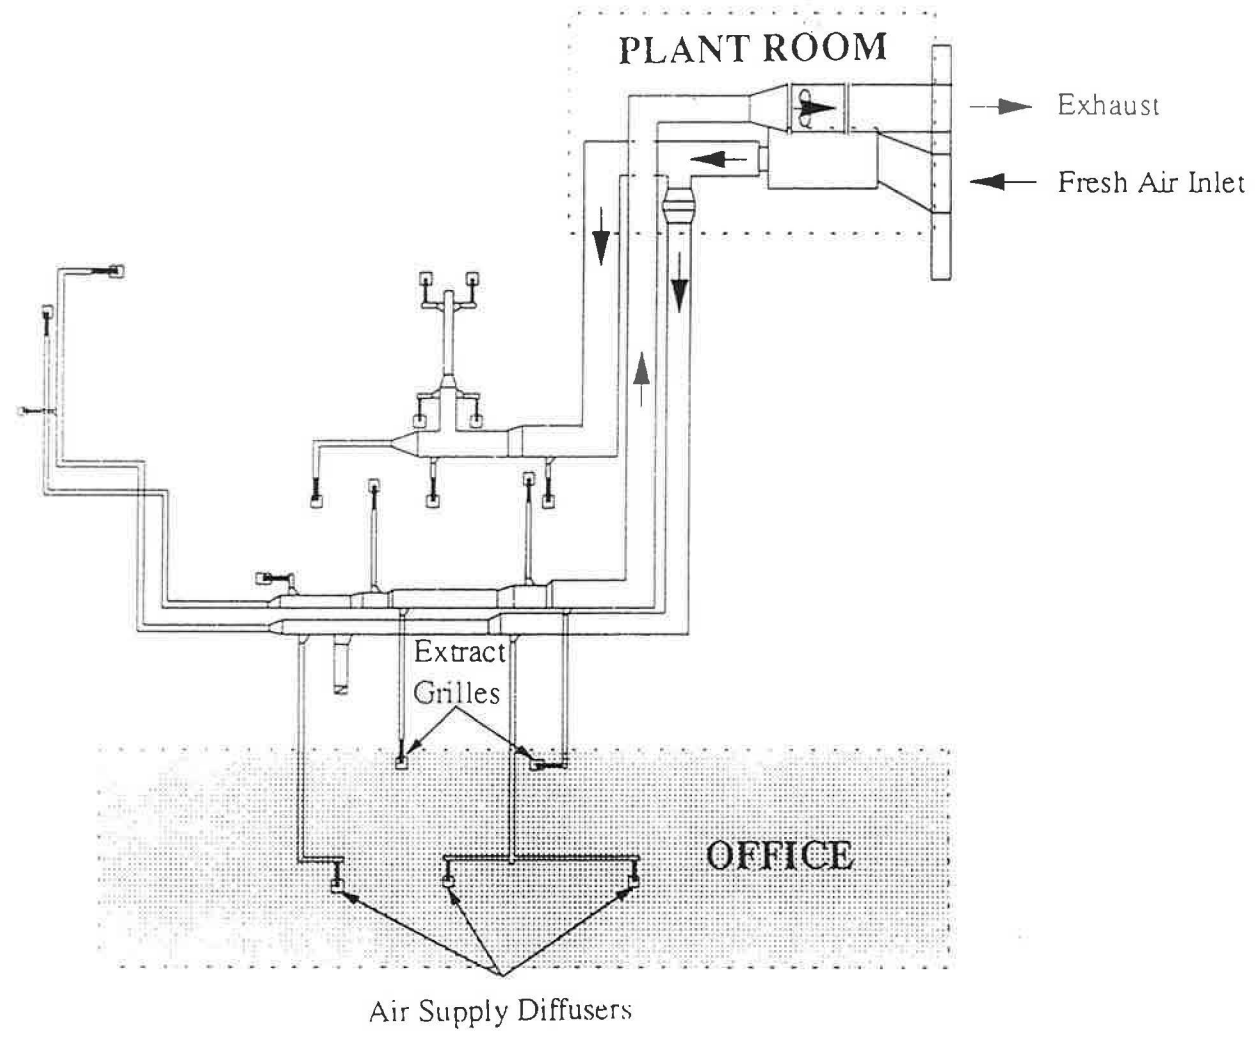 PLANT ROOM
Exhaust
Fresh Air Inlet
Extract
Grilles
OFFICE
Air Supply Diffusers